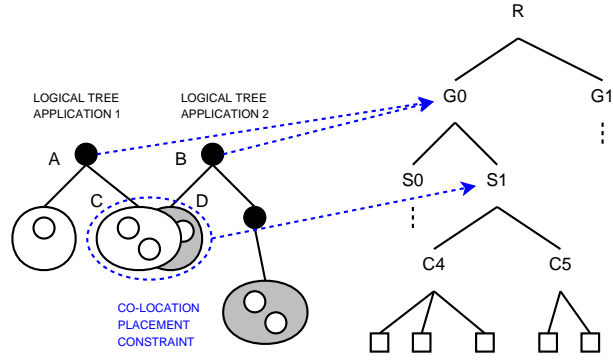 R
LOGICAL TREE
APPLICATION 1
LOGICAL TREE
APPLICATION 2
G0
G1
A
B
S0
S1
C
D
C4
C5
CO-LOCATION
PLACEMENT
CONSTRAINT